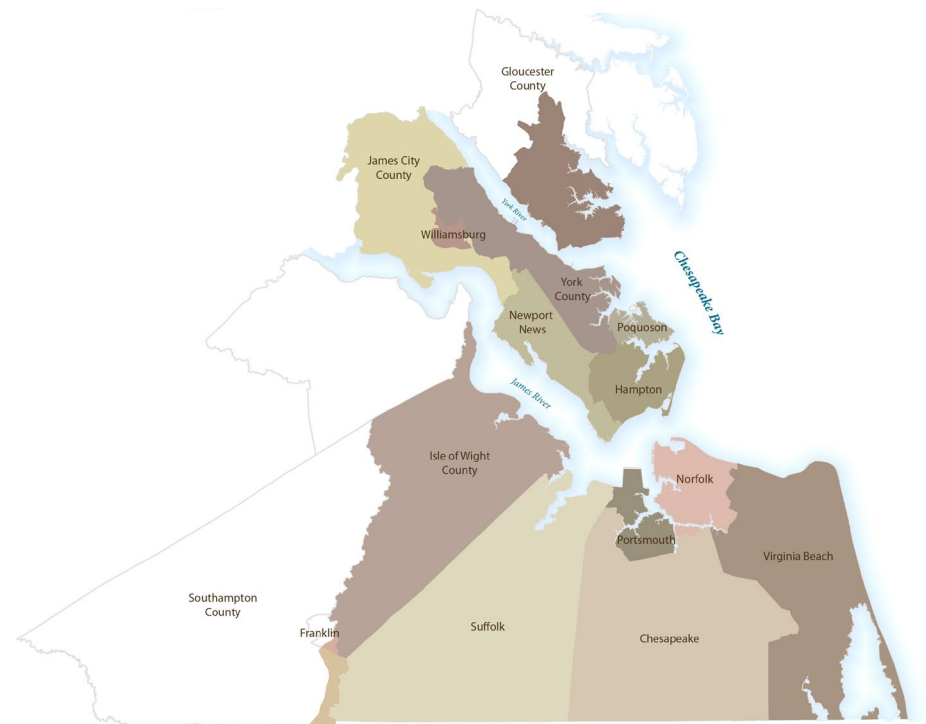 Gloucester
County
James City
County
York River
Williamsburg
Chesapeake Bay
York
County
Newport
News
Poquoson
James River
Hampton
Isle of Wight
County
Norfolk
Portsmouth
Virginia Beach
Southampton
County
Franklin
Suffolk
Chesapeake